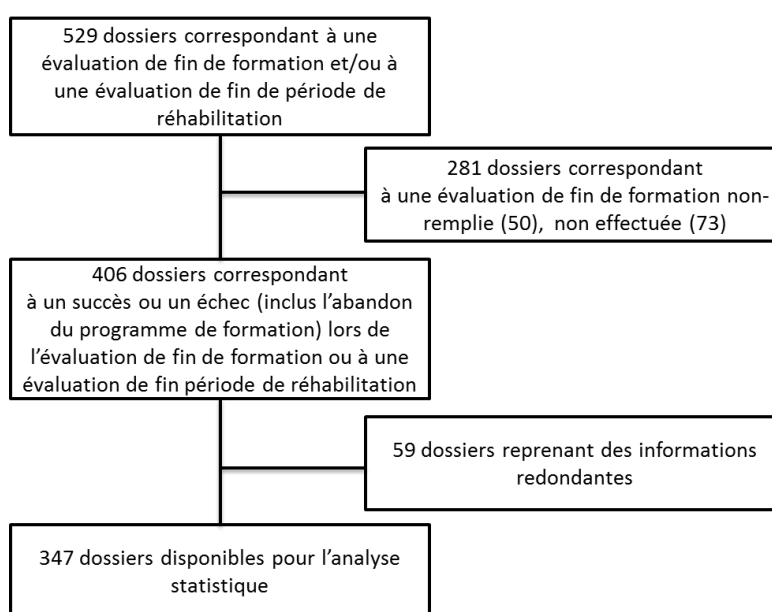 529 dossiers correspondant à une
évaluation de fin de formation et/ou à
une évaluation de fin de période de
réhabilitation
281 dossiers correspondant
à une évaluation de fin de formation non-
remplie (50), non effectuée (73)
406 dossiers correspondant
à un succès ou un échec (inclus l’abandon
du programme de formation) lors de
l’évaluation de fin de formation ou à une
évaluation de fin période de réhabilitation
59 dossiers reprenant des informations
redondantes
347 dossiers disponibles pour l’analyse
statistique